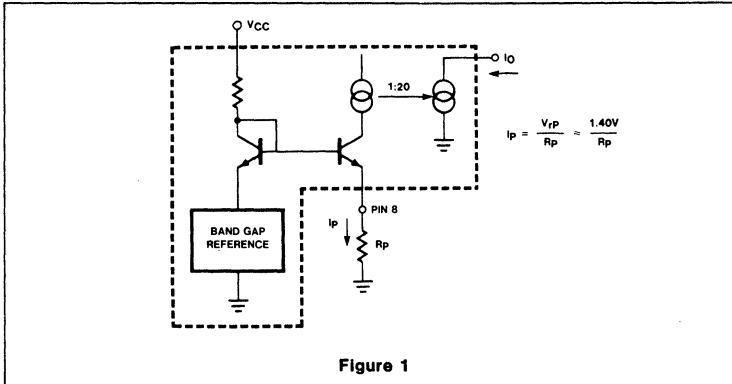 VCC
IO
1:20
IP = VrP / RP ≈ 1.40V / RP
PIN 8
IP
RP
BAND GAP
REFERENCE
Figure 1